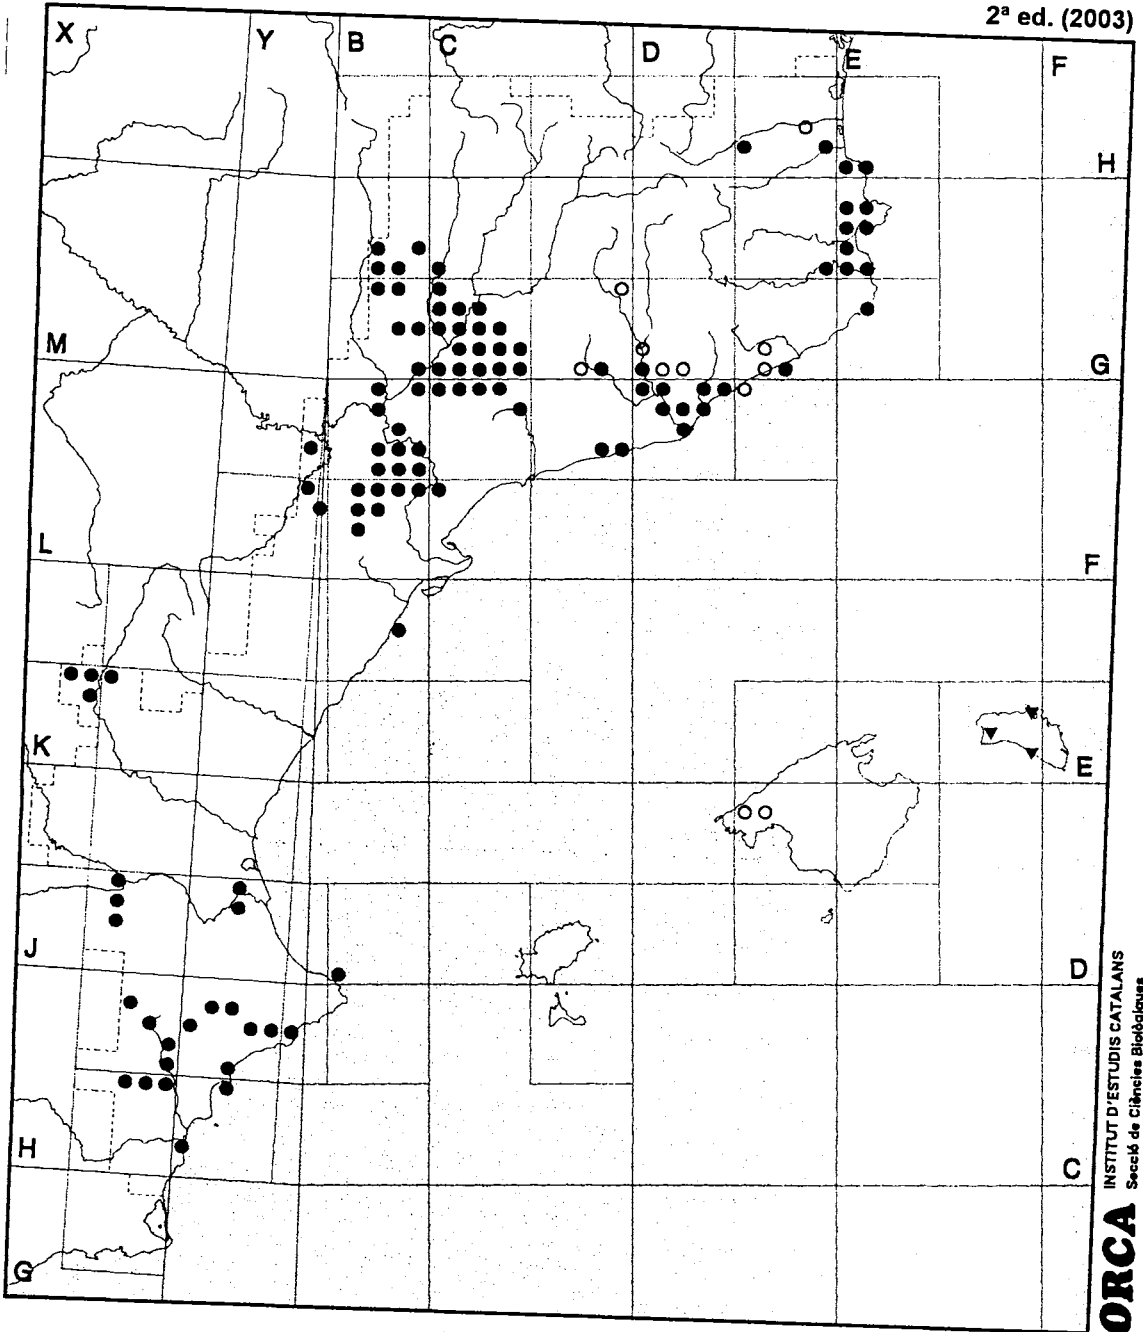 2ª ed. (2003)
X Y B C D E F
H
M
G
L
F
K
E
J
D
H
C
G
INSTITUT D'ESTUDIS CATALANS
Secció de Ciències Biològiques
ORCA